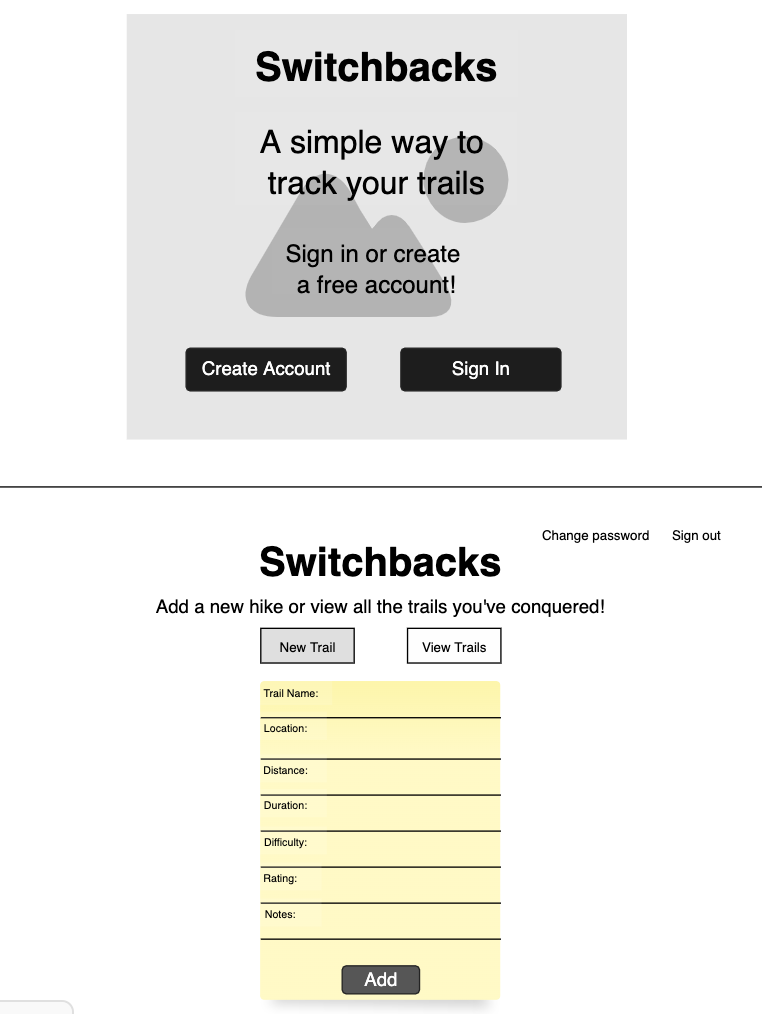 Switchbacks
A simple way to
track your trails
Sign in or create
a free account!
Create Account
Sign In
Change password
Sign out
Switchbacks
Add a new hike or view all the trails you've conquered!
New Trail
View Trails
Trail Name:
Location:
Distance:
Duration:
Difficulty:
Rating:
Notes:
Add